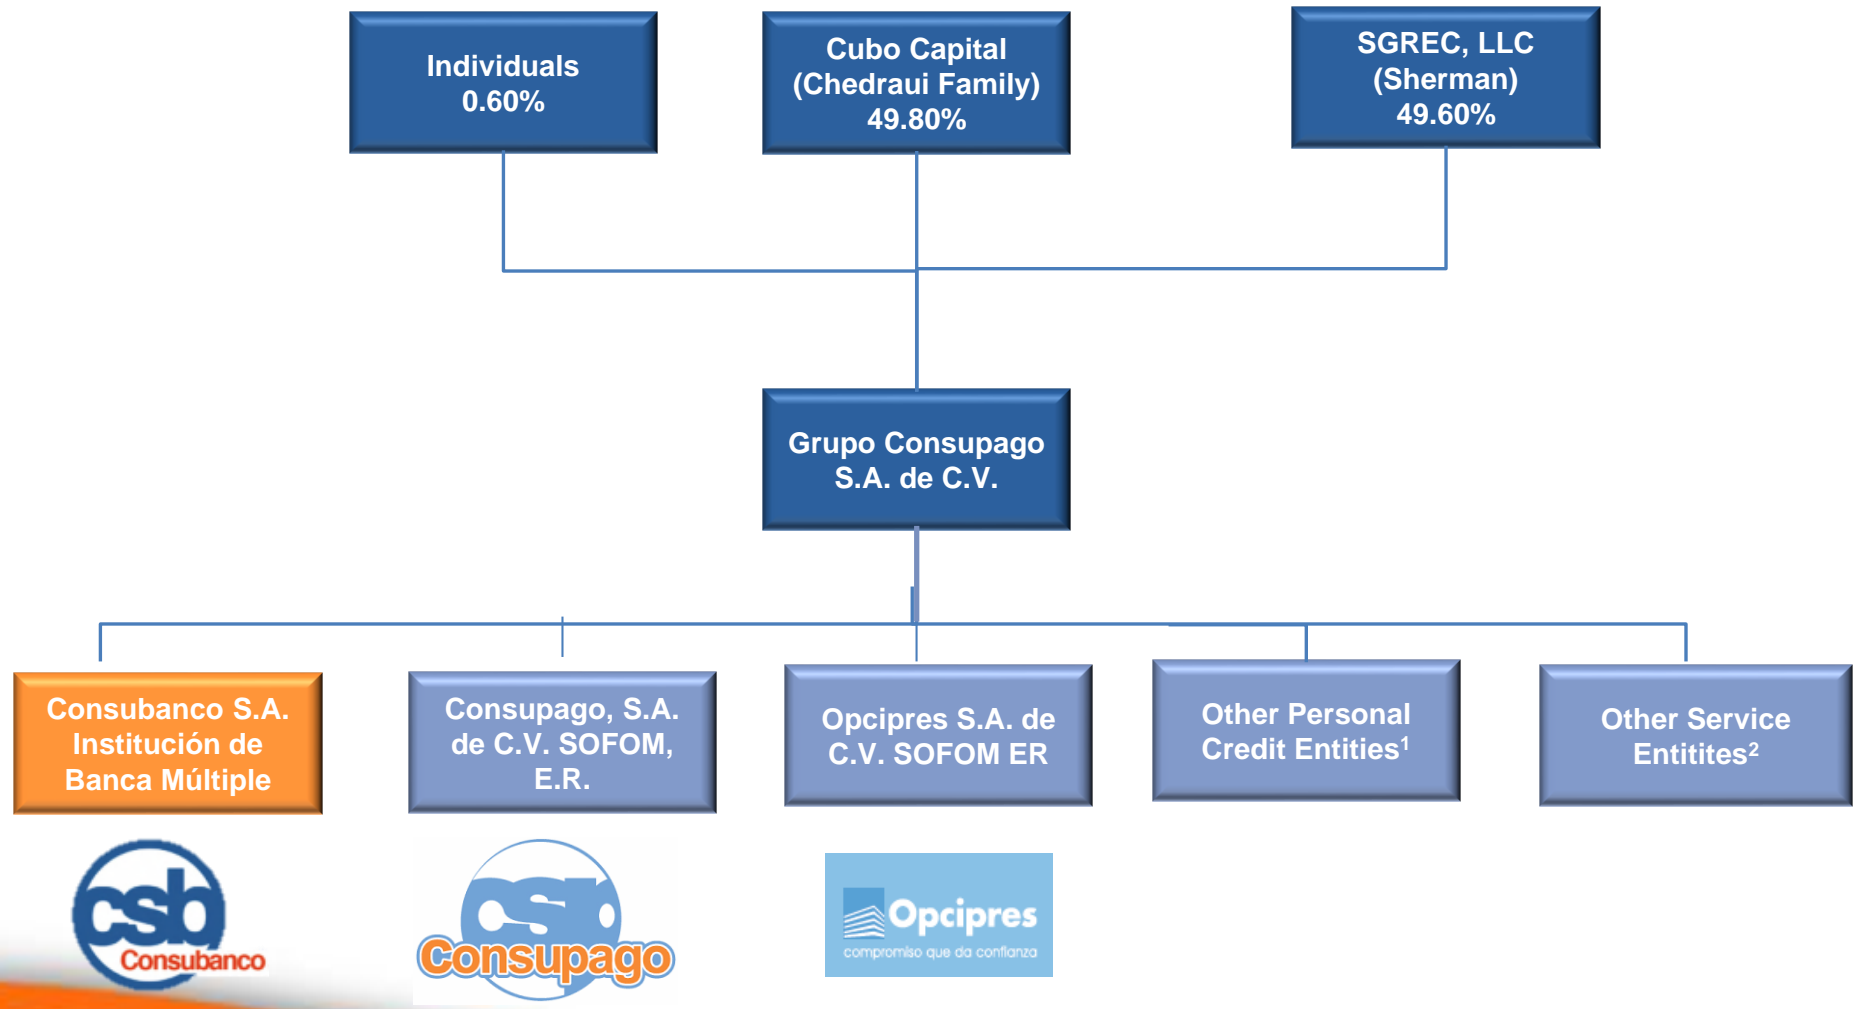 Individuals
0.60%
Cubo Capital
(Chedraui Family)
49.80%
SGREC, LLC
(Sherman)
49.60%
Grupo Consupago
S.A. de C.V.
Consubanco S.A.
Institución de
Banca Múltiple
Consupago, S.A.
de C.V. SOFOM,
E.R.
Opcipres S.A. de
C.V. SOFOM ER
Other Personal
Credit Entities¹
Other Service
Entitites²
csb
Consubanco
csp
Consupago
Opcipres
compromiso que da confianza